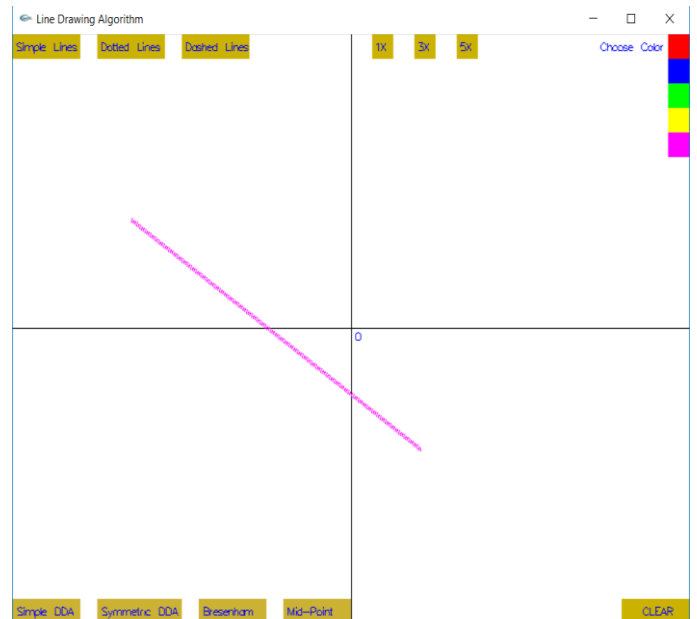 Line Drawing Algorithm
Simple Lines Dotted Lines Dashed Lines 1X 3X 5X Choose Color
0
Simple DDA Symmetric DDA Bresenham Mid-Point CLEAR